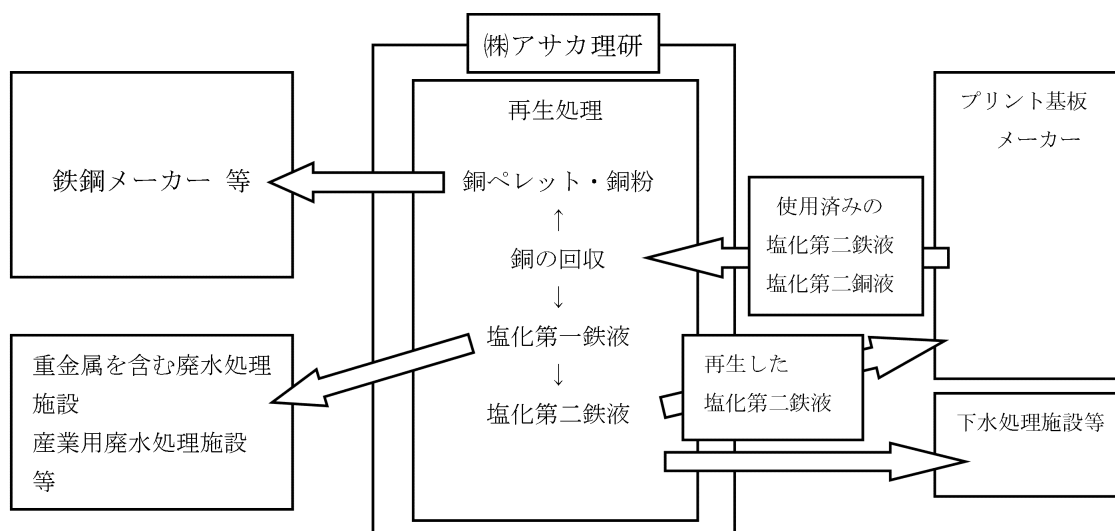 ㈱アサカ理研
再生処理
銅ペレット・銅粉
↑
銅の回収
↓
塩化第一鉄液
↓
塩化第二鉄液
鉄鋼メーカー 等
重金属を含む廃水処理
施設
産業用廃水処理施設
等
プリント基板
メーカー
使用済みの
塩化第二鉄液
塩化第二銅液
再生した
塩化第二鉄液
下水処理施設等